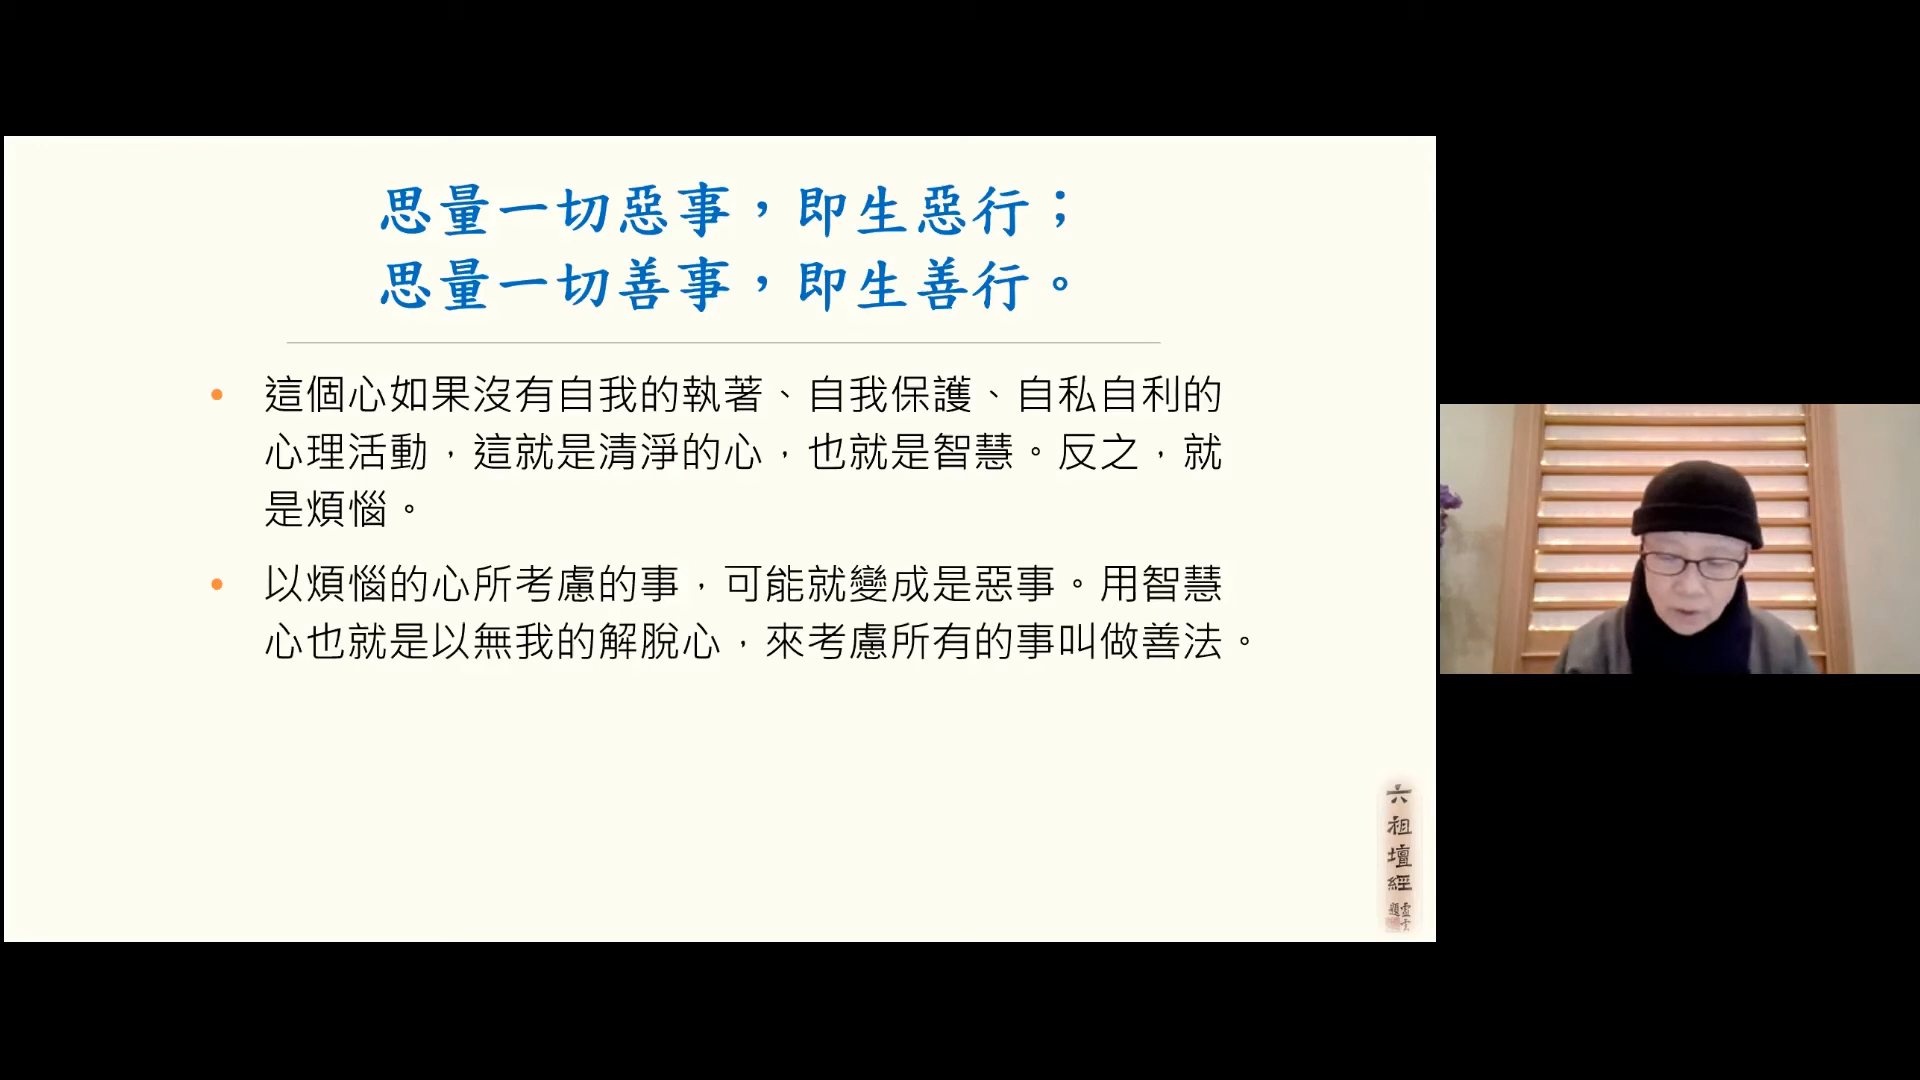 思量一切惡事，即生惡行；
思量一切善事，即生善行。
• 這個心如果沒有自我的執著、自我保護、自私自利的
心理活動，這就是清淨的心，也就是智慧。反之，就
是煩惱。
• 以煩惱的心所考慮的事，可能就變成是惡事。用智慧
心也就是以無我的解脫心，來考慮所有的事叫做善法。
六祖壇經